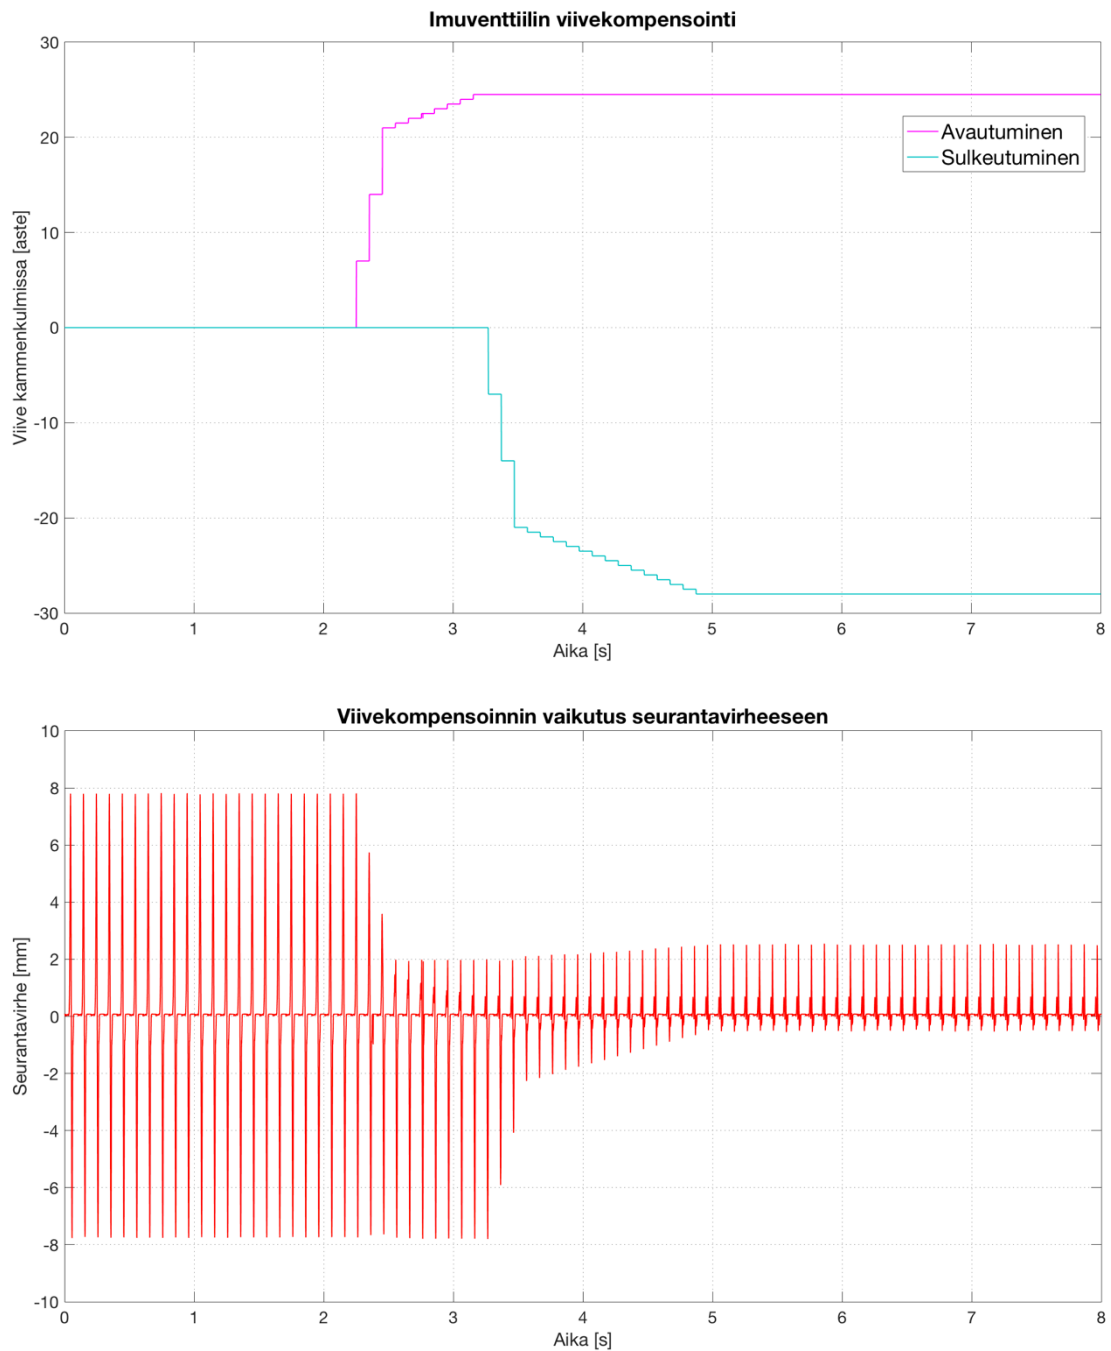 Imuventtiilin viivekompensointi
30
20
10
0
-10
-20
-30
Viive kammenkulmissa [aste]
Avautuminen
Sulkeutuminen
0 1 2 3 4 5 6 7 8
Aika [s]
Viivekompensoinnin vaikutus seurantavirheeseen
10
8
6
4
2
0
-2
-4
-6
-8
-10
Seurantavirhe [mm]
0 1 2 3 4 5 6 7 8
Aika [s]